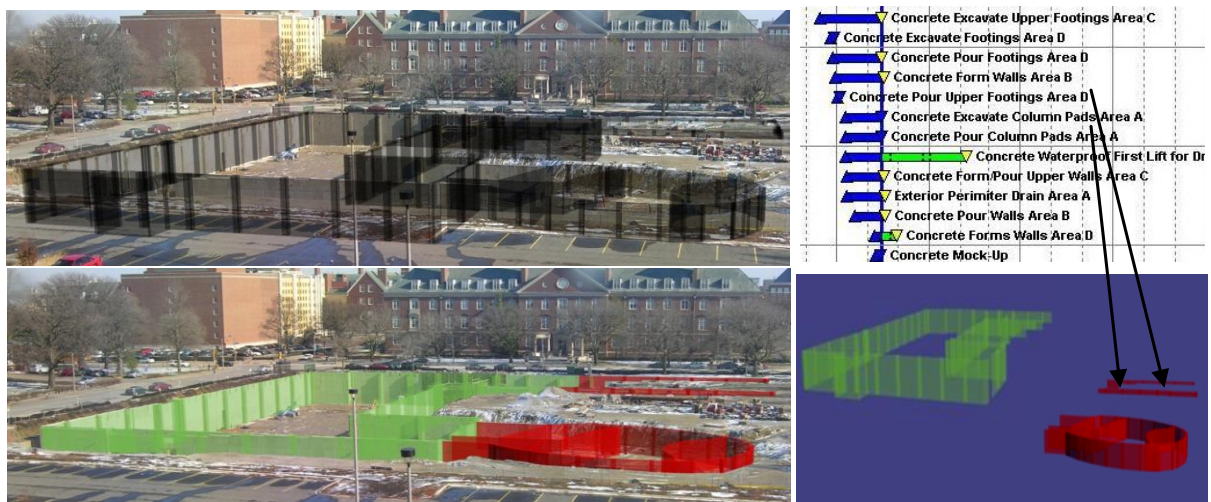 Concrete Excavate Upper Footings Area C
Concrete Excavate Footings Area D
Concrete Pour Footings Area D
Concrete Form Walls Area B
Concrete Pour Upper Footings Area D
Concrete Excavate Column Pads Area A
Concrete Pour Column Pads Area A
Concrete Waterproof First Lift for Dr
Concrete Form/Pour Upper Walls Area C
Exterior Perimiter Drain Area A
Concrete Pour Walls Area B
Concrete Forms Walls Area D
Concrete Mock-Up